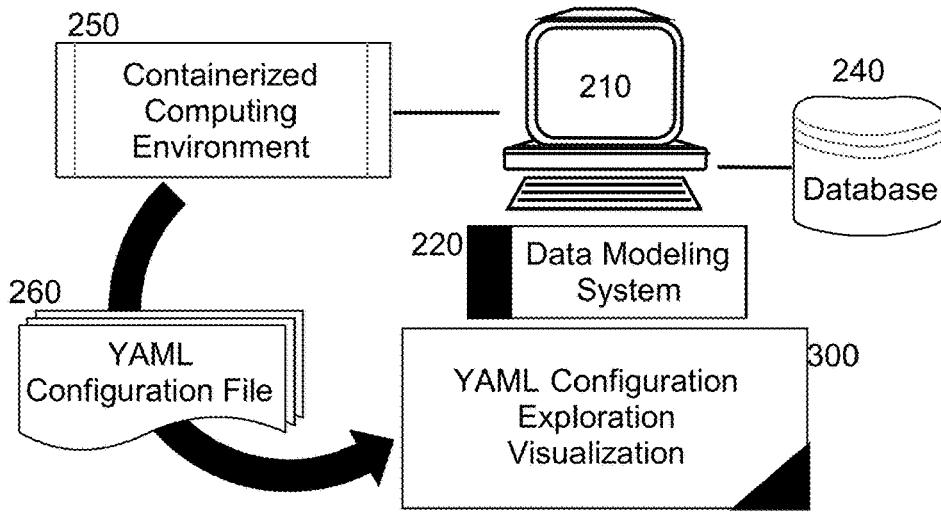 250
Containerized
Computing
Environment
210
240
Database
220
Data Modeling
System
260
YAML
Configuration File
300
YAML Configuration
Exploration
Visualization